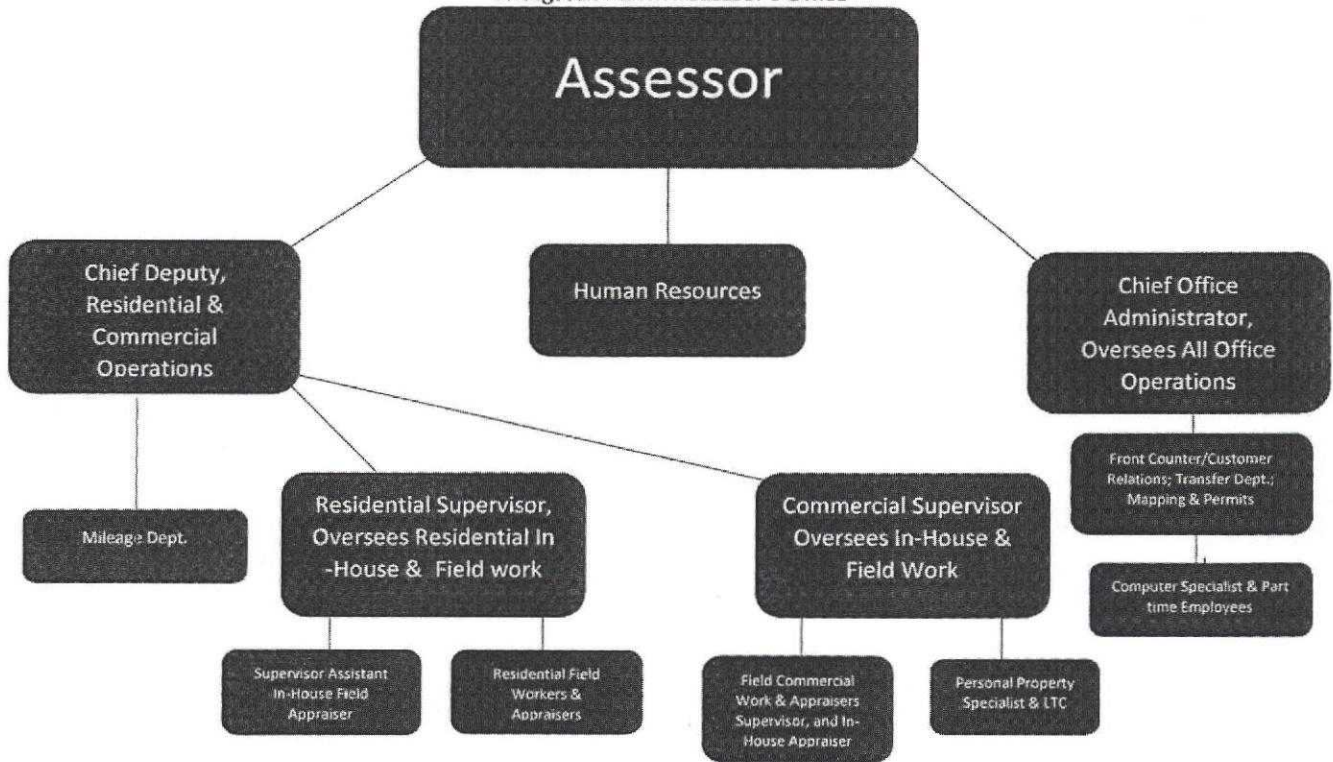 Office
Assessor
Chief Deputy,
Residential &
Commercial
Operations
Human Resources
Chief Office
Administrator,
Oversees All Office
Operations
Mileage Dept.
Residential Supervisor,
Oversees Residential In
-House & Field work
Commercial Supervisor
Oversees In-House &
Field Work
Front Counter/Customer
Relations; Transfer Dept.;
Mapping & Permits
Computer Specialist & Part
time Employees
Supervisor Assistant
In-House Field
Appraiser
Residential Field
Workers &
Appraisers
Field Commercial
Work & Appraisers
Supervisor, and In-
House Appraiser
Personal Property
Specialist & LTC